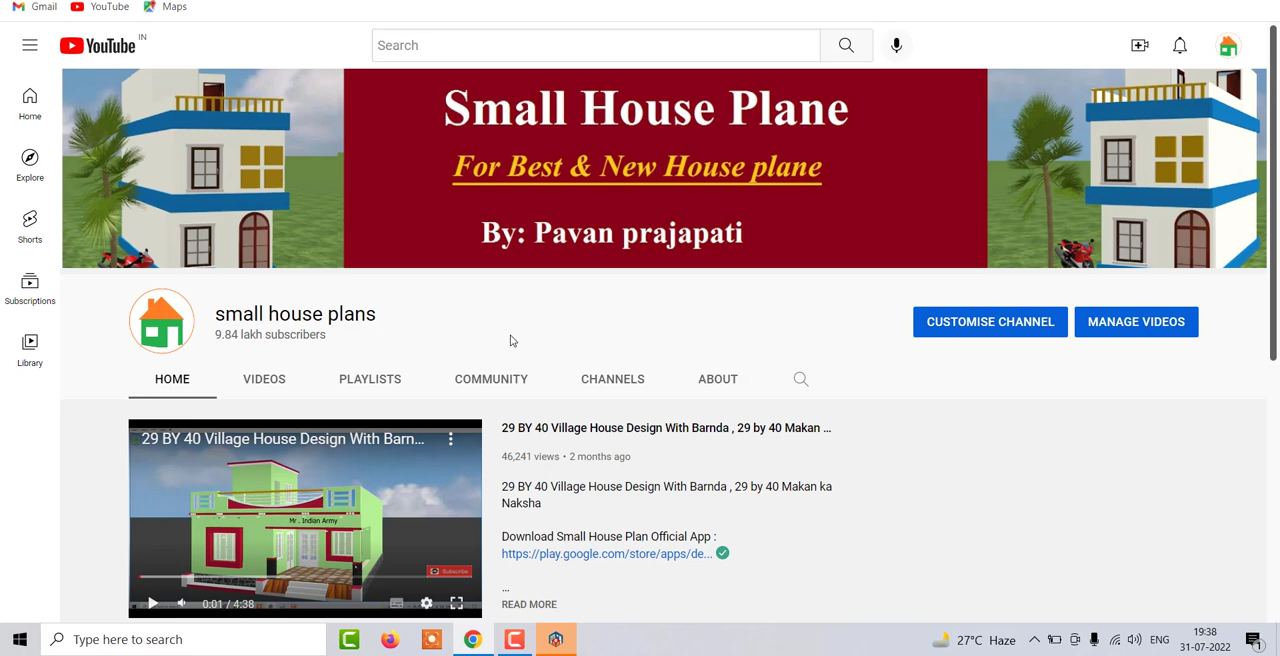 Gmail YouTube Maps
YouTube IN
Search
Small House Plane
For Best & New House plane
By: Pavan prajapati
Home
Explore
Shorts
Subscriptions
Library
small house plans
9.84 lakh subscribers
CUSTOMISE CHANNEL MANAGE VIDEOS
HOME VIDEOS PLAYLISTS COMMUNITY CHANNELS ABOUT
29 BY 40 Village House Design With Barn...
Mr . Indian Army
Subscribe
0:01 / 4:38
29 BY 40 Village House Design With Barnda , 29 by 40 Makan ...
46,241 views • 2 months ago
29 BY 40 Village House Design With Barnda , 29 by 40 Makan ka
Naksha
Download Small House Plan Official App :
https://play.google.com/store/apps/de...
...
READ MORE
Type here to search
27°C Haze
ENG
19:38
31-07-2022
1